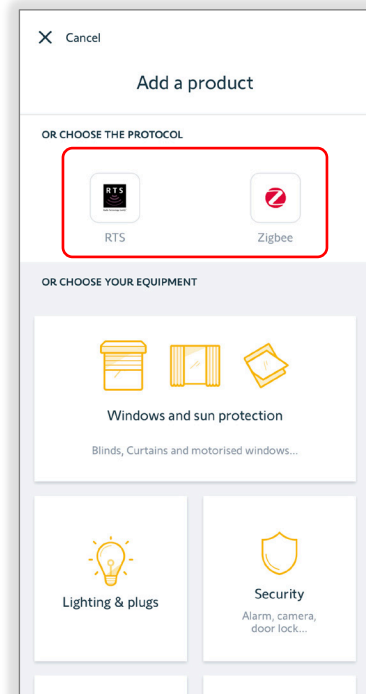 Cancel
Add a product
OR CHOOSE THE PROTOCOL
RTS
RTS
Zigbee
OR CHOOSE YOUR EQUIPMENT
Windows and sun protection
Blinds, Curtains and motorised windows...
Lighting & plugs
Security
Alarm, camera,
door lock...